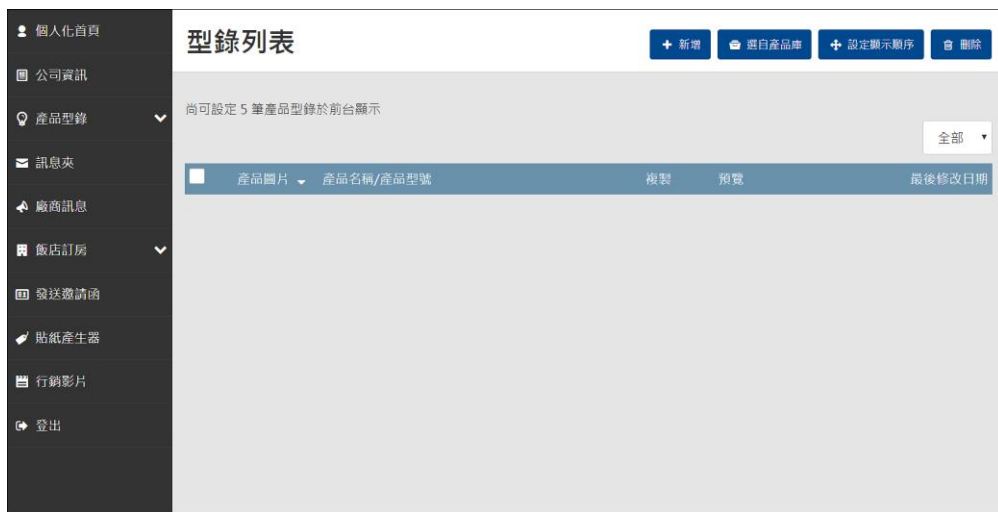 個人化首頁
公司資訊
產品型錄
訊息夾
廠商訊息
飯店訂房
發送邀請函
貼紙產生器
行銷影片
登出
型錄列表
新增 選自產品庫 設定顯示順序 刪除
尚可設定 5 筆產品型錄於前台顯示
全部
產品圖片 產品名稱/產品型號 複製 預覽 最後修改日期